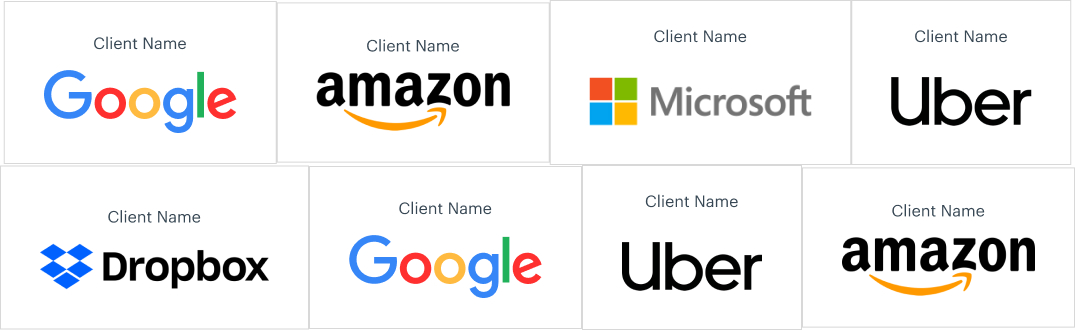 Client Name
Google
Client Name
amazon
Client Name
Microsoft
Client Name
Uber
Client Name
Dropbox
Client Name
Google
Client Name
Uber
Client Name
amazon